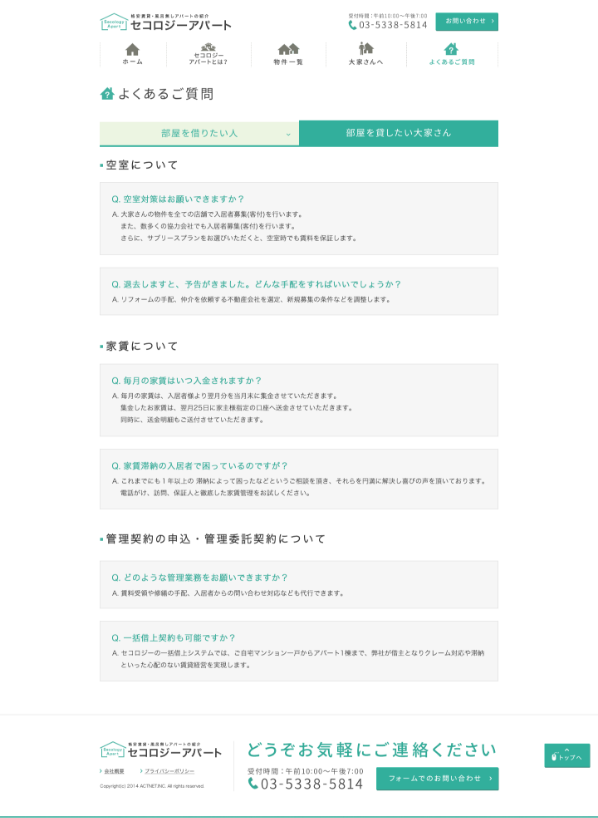 格安賃貸・風呂無しアパートの紹介
Secology Apart
セコロジーアパート
受付時間：午前10:00〜午後7:00
03-5338-5814
お問い合わせ
ホーム
セコロジー
アパートとは？
物件一覧
大家さんへ
よくあるご質問
よくあるご質問
部屋を借りたい人
部屋を貸したい大家さん
空室について
Q. 空室対策はお願いできますか？
A. 大家さんの物件を全ての店舗で入居者募集(客付)を行います。
また、数多くの協力会社でも入居者募集(客付)を行います。
さらに、サブリースプランをお選びいただくと、空室時でも賃料を保証します。
Q. 退去しますと、予告がきました。どんな手配をすればいいでしょうか？
A. リフォームの手配、仲介を依頼する不動産会社を選定、新規募集の条件などを調整します。
家賃について
Q. 毎月の家賃はいつ入金されますか？
A. 毎月の家賃は、入居者様より翌月分を当月末に集金させていただきます。
集金したお家賃は、翌月25日に家主様指定の口座へ送金させていただきます。
同時に、送金明細もご送付させていただきます。
Q. 家賃滞納の入居者で困っているのですが？
A. これまでにも１年以上の 滞納によって困ったなどというご相談を頂き、それらを円満に解決し喜びの声を頂いております。
電話がけ、訪問、保証人と徹底した家賃管理をお試しください。
管理契約の申込・管理委託契約について
Q. どのような管理業務をお願いできますか？
A. 賃料受領や修繕の手配、入居者からの問い合わせ対応なども代行できます。
Q. 一括借上契約も可能ですか？
A. セコロジーの一括借上システムでは、ご自宅マンション一戸からアパート1棟まで、弊社が借主となりクレーム対応や滞納
といった心配のない賃貸経営を実現します。
格安賃貸・風呂無しアパートの紹介
Secology Apart
セコロジーアパート
会社概要
プライバシーポリシー
Copyright(c) 2014 ACTNET.INC. All rights reserved.
どうぞお気軽にご連絡ください
受付時間：午前10:00〜午後7:00
03-5338-5814
フォームでのお問い合わせ
トップへ